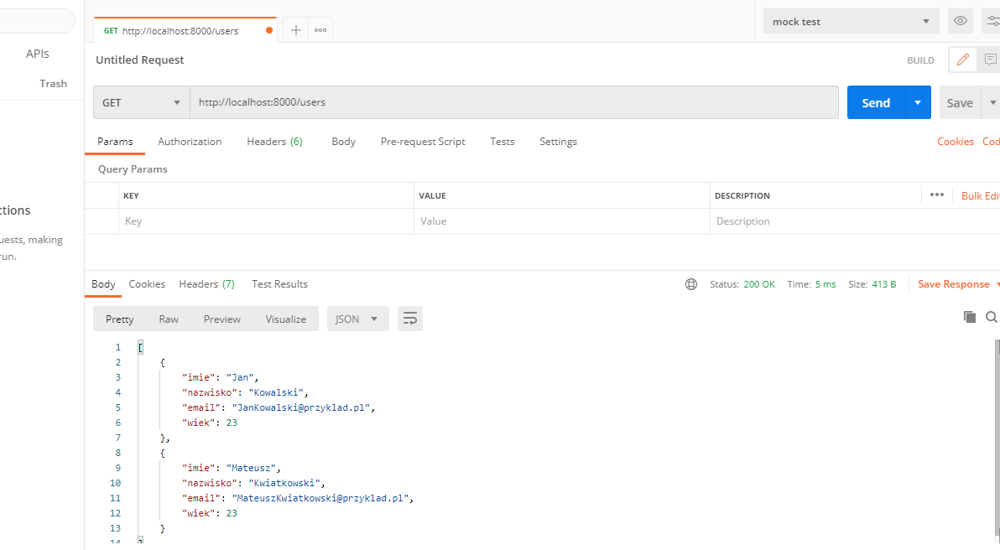 GET http://localhost:8000/users
mock test
APIs
Trash
Untitled Request
BUILD
GET
http://localhost:8000/users
Send
Save
Params Authorization Headers (6) Body Pre-request Script Tests Settings
Cookies Cod
Query Params
KEY VALUE DESCRIPTION
Bulk Edit
Key Value Description
ctions
uests, making
run.
Body Cookies Headers (7) Test Results
Status: 200 OK Time: 5 ms Size: 413 B
Save Response
Pretty Raw Preview Visualize JSON
1 [
2 {
3 "imie": "Jan",
4 "nazwisko": "Kowalski",
5 "email": "JanKowalski@przyklad.pl",
6 "wiek": 23
7 },
8 {
9 "imie": "Mateusz",
10 "nazwisko": "Kwiatkowski",
11 "email": "MateuszKwiatkowski@przyklad.pl",
12 "wiek": 23
13 }
14 ]